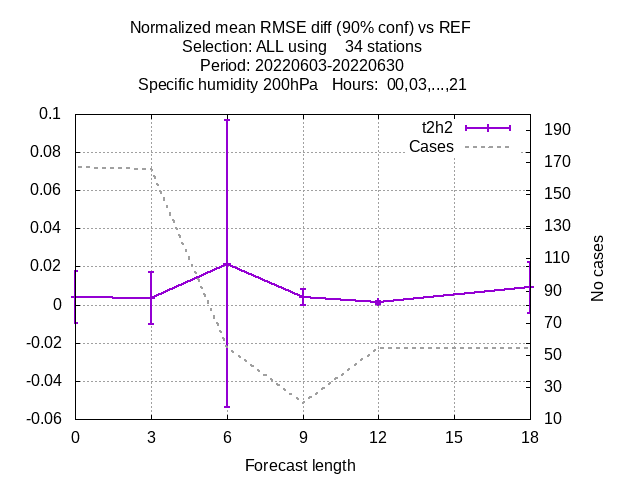 Normalized mean RMSE diff (90% conf) vs REF
Selection: ALL using    34 stations
Period: 20220603-20220630
Specific humidity 200hPa   Hours:  00,03,...,21
t2h2
Cases
0.1
0.08
0.06
0.04
0.02
0
-0.02
-0.04
-0.06
190
170
150
130
110
90
70
50
30
10
No cases
0 3 6 9 12 15 18
Forecast length